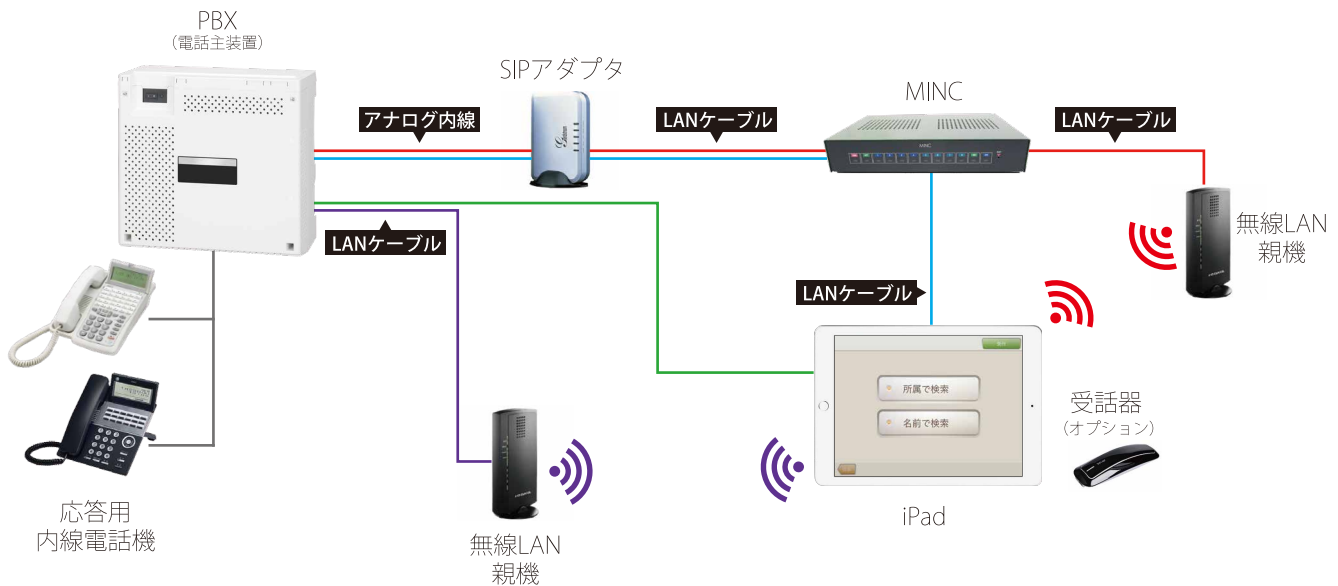 PBX
（電話主装置）
SIPアダプタ
MINC
アナログ内線
LANケーブル
LANケーブル
MINC
LANケーブル
無線LAN
親機
LANケーブル
所属で検索
名前で検索
受話器
（オプション）
iPad
応答用
内線電話機
無線LAN
親機